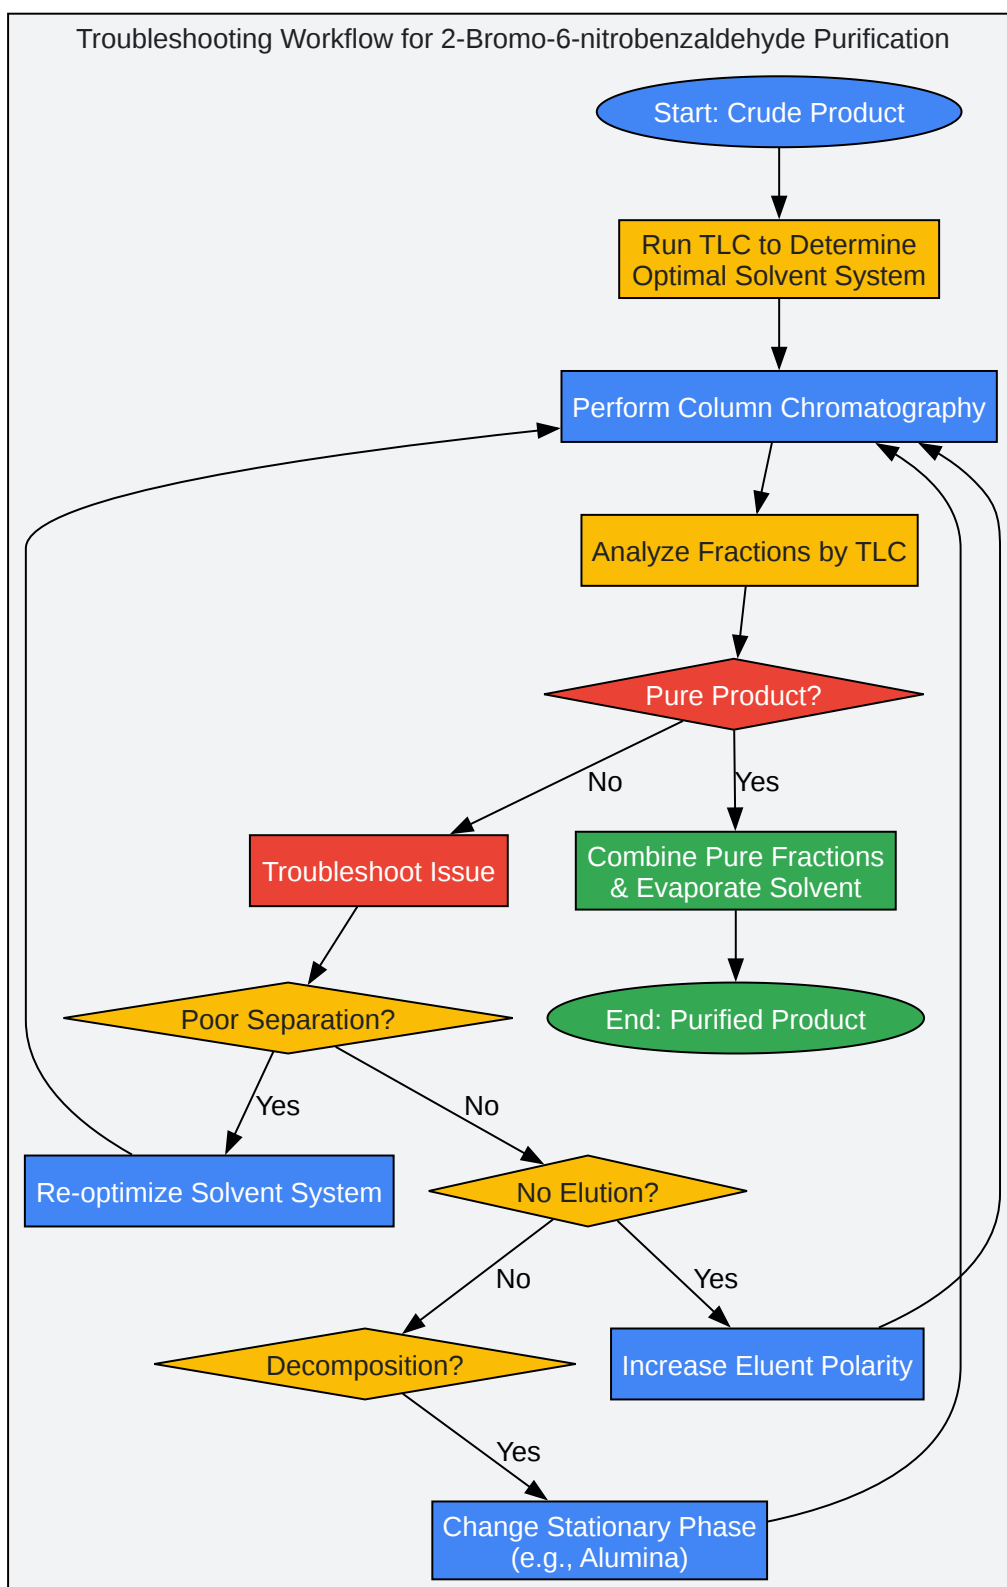 Troubleshooting Workflow for 2-Bromo-6-nitrobenzaldehyde Purification
Start: Crude Product
Run TLC to Determine
Optimal Solvent System
Perform Column Chromatography
Analyze Fractions by TLC
Pure Product?
No
Yes
Troubleshoot Issue
Combine Pure Fractions
& Evaporate Solvent
Poor Separation?
End: Purified Product
Yes
No
Re-optimize Solvent System
No Elution?
No
Yes
Decomposition?
Increase Eluent Polarity
Yes
Change Stationary Phase
(e.g., Alumina)